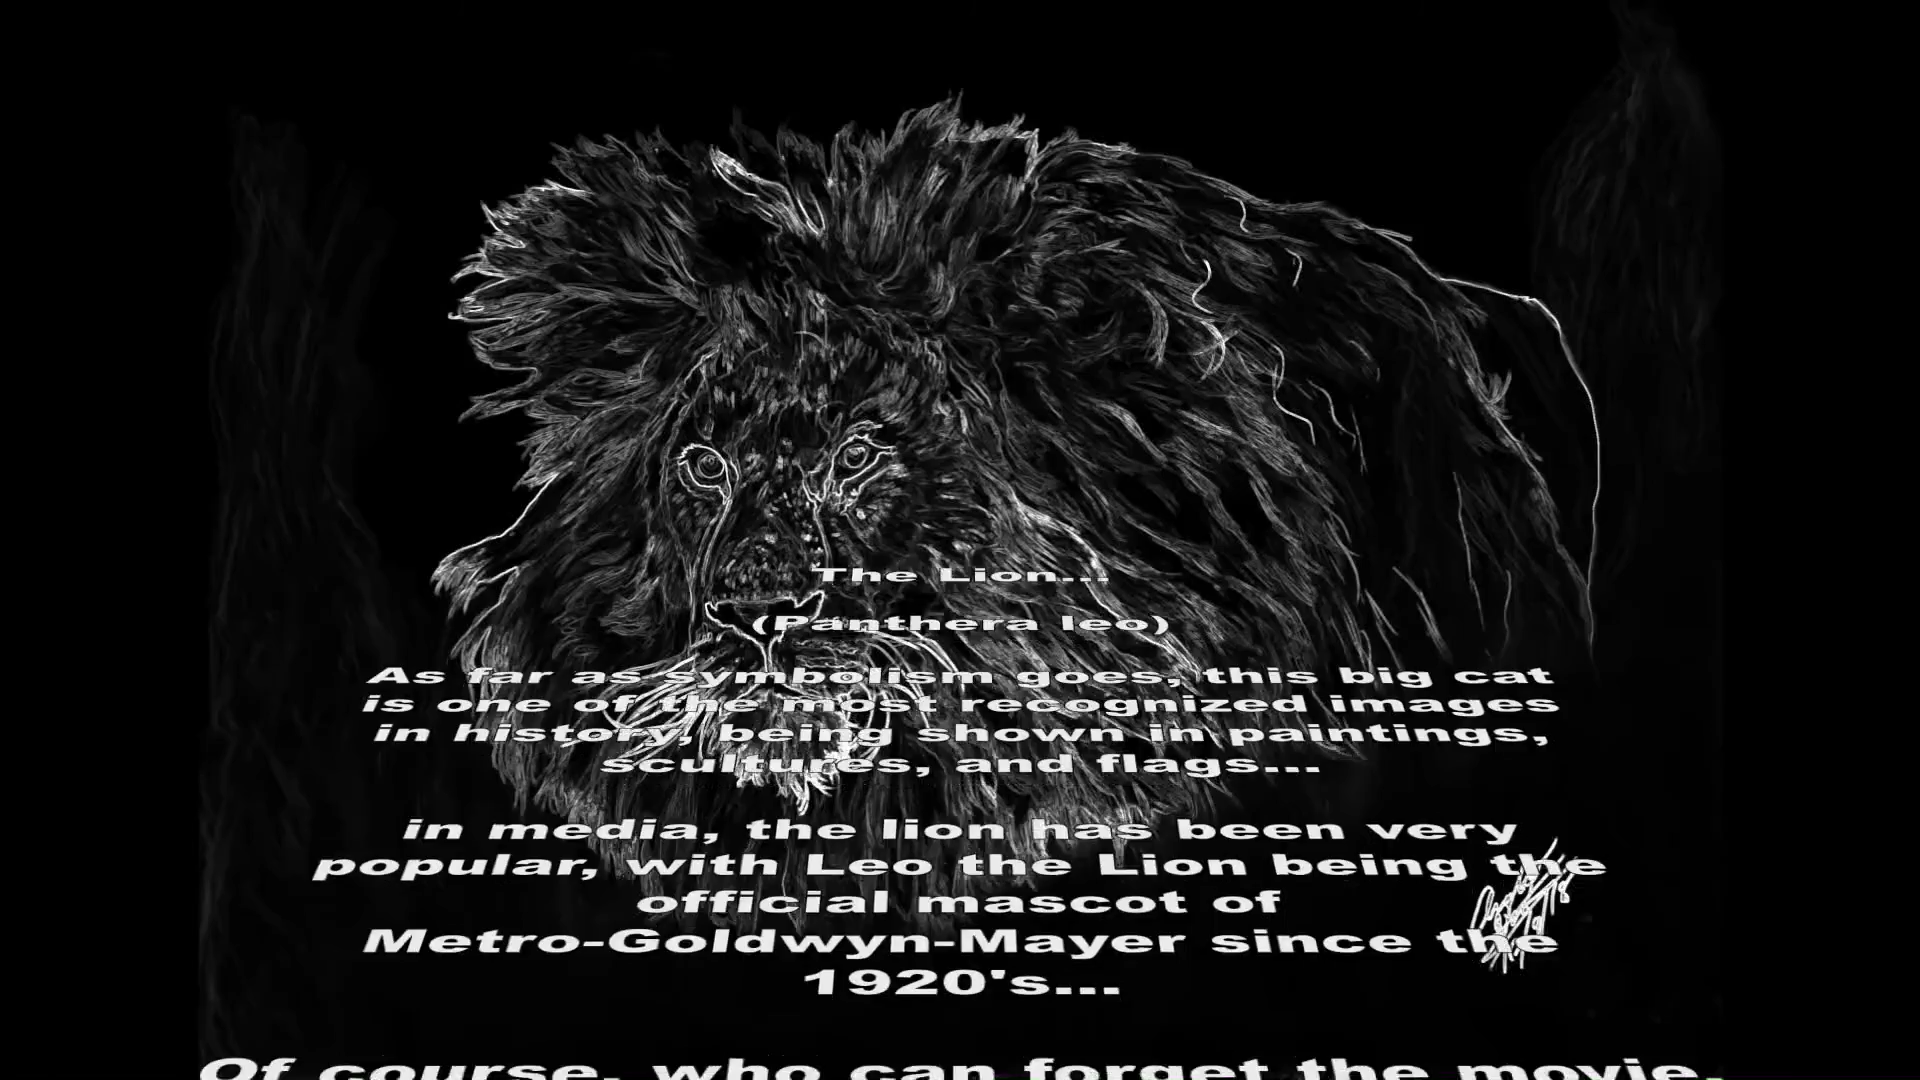 The Lion...
(Panthera leo)
As far as symbolism goes, this big cat
is one of the most recognized images
in history, being shown in paintings,
scultures, and flags...
in media, the lion has been very
popular, with Leo the Lion being the
official mascot of
Metro-Goldwyn-Mayer since the
1920's...
Of course, who can forget the movie,